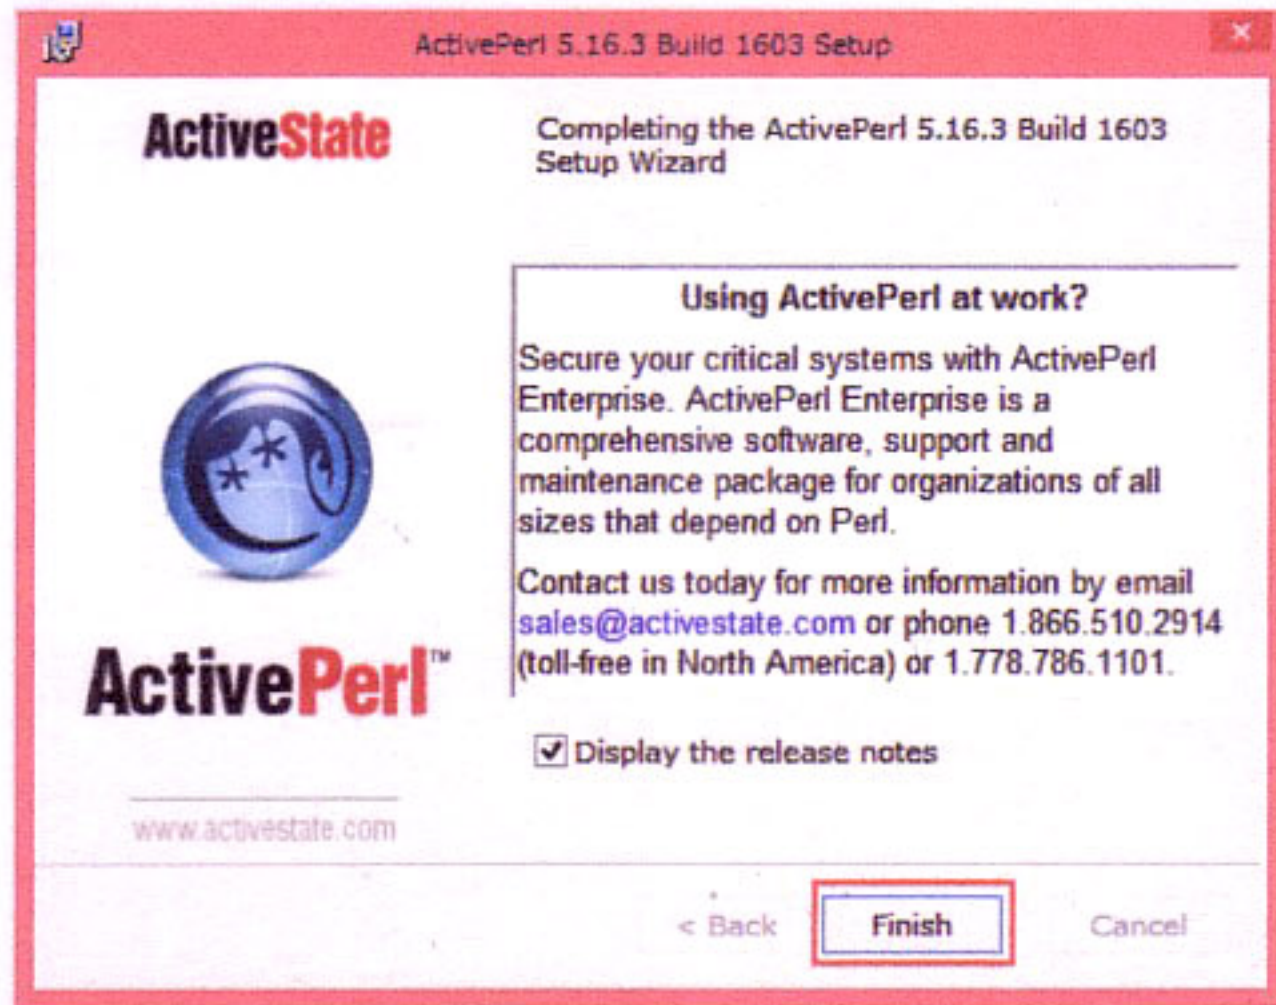 ActivePerl 5.16.3 Build 1603 Setup
ActiveState
Completing the ActivePerl 5.16.3 Build 1603
Setup Wizard
Using ActivePerl at work?
Secure your critical systems with ActivePerl
Enterprise. ActivePerl Enterprise is a
comprehensive software, support and
maintenance package for organizations of all
sizes that depend on Perl.
Contact us today for more information by email
sales@activestate.com or phone 1.866.510.2914
(toll-free in North America) or 1.778.786.1101.
ActivePerl™
Display the release notes
www.activestate.com
< Back
Finish
Cancel